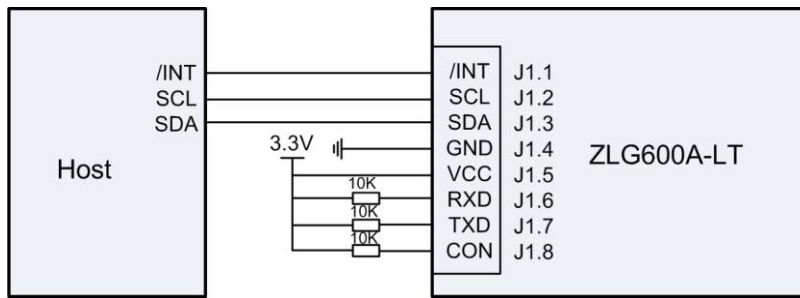 /INT /INT J1.1
SCL SCL J1.2
SDA SDA J1.3
3.3V GND J1.4
Host VCC J1.5 ZLG600A-LT
10K RXD J1.6
10K TXD J1.7
10K CON J1.8